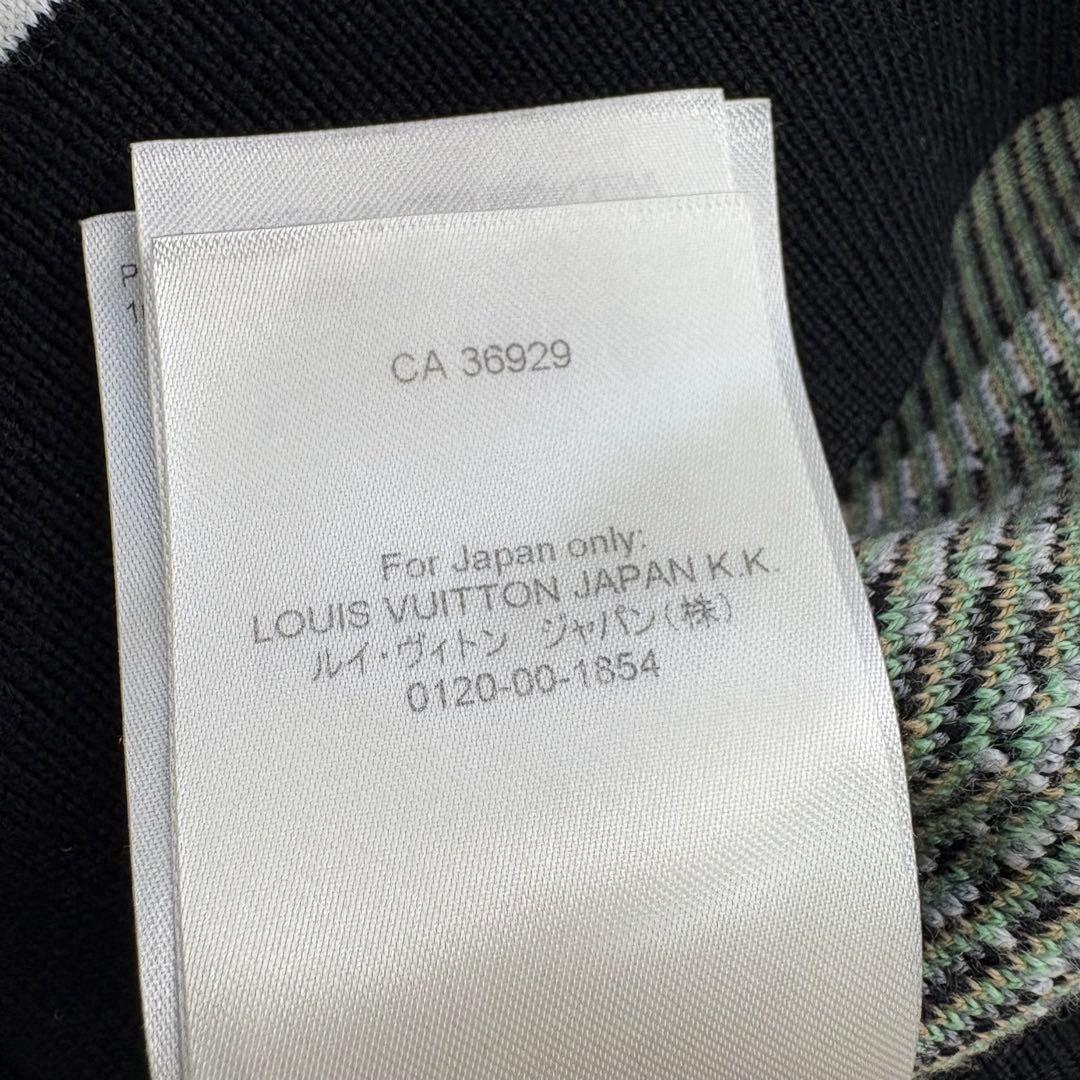 CA 36929
For Japan only:
LOUIS VUITTON JAPAN K.K.
ルイ・ヴィトン ジャパン(株)
0120-00-1854